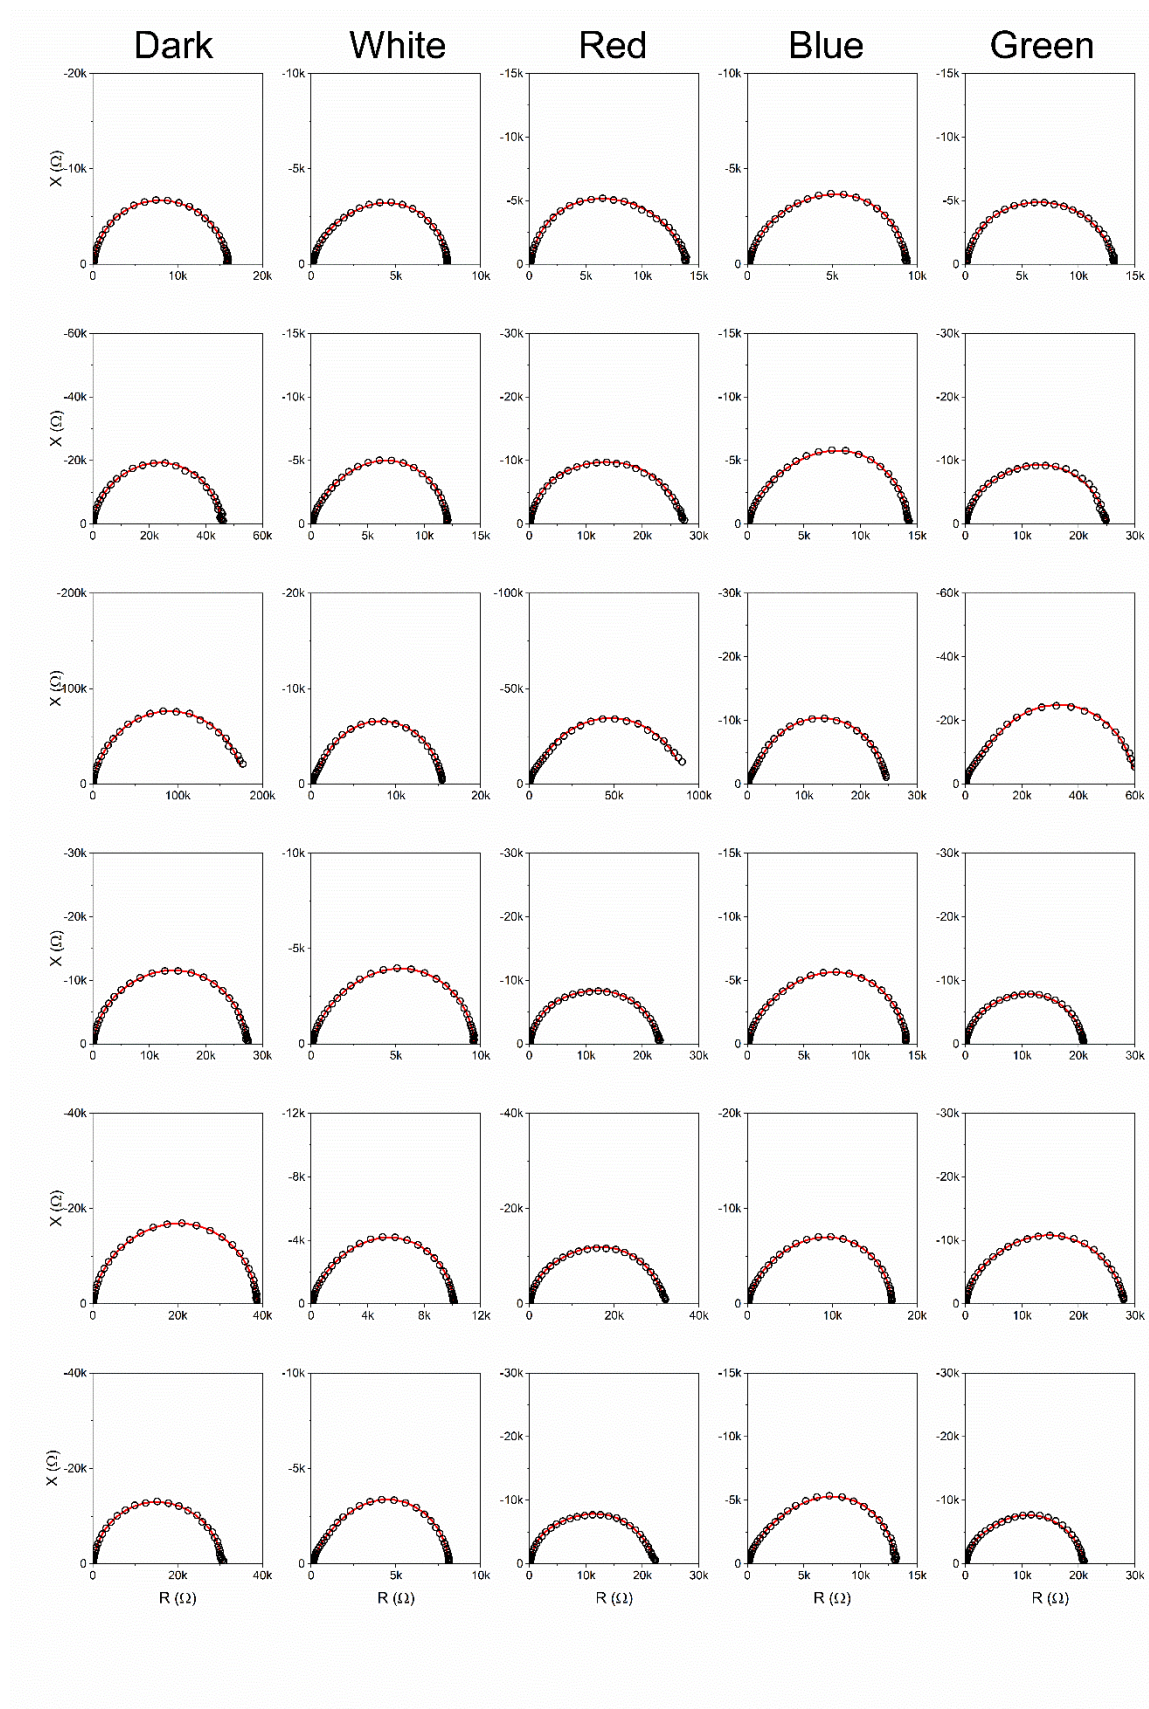 Dark White Red Blue Green
-20k -10k -15k -10k -15k
-10k -10k
X (Ω) -10k -5k -5k -5k -5k
0 0 0 0 0
0 10k 20k 0 5k 10k 0 5k 10k 15k 0 5k 10k 0 5k 10k 15k
-60k -15k -30k -15k -30k
-40k -10k -20k -10k -20k
X (Ω) -20k -5k -10k -5k -10k
0 0 0 0 0
0 20k 40k 60k 0 5k 10k 15k 0 10k 20k 30k 0 5k 10k 15k 0 10k 20k 30k
-200k -20k -100k -30k -60k
-20k -40k
X (Ω) -100k -10k -50k -10k -20k
0 0 0 0 0
0 100k 200k 0 10k 20k 0 50k 100k 0 10k 20k 30k 0 20k 40k 60k
-30k -10k -30k -15k -30k
-20k -20k -10k -20k
X (Ω) -10k -5k -10k -5k -10k
0 0 0 0 0
0 10k 20k 30k 0 5k 10k 0 10k 20k 30k 0 5k 10k 15k 0 10k 20k 30k
-40k -12k -40k -20k -30k
-8k -20k
X (Ω) -20k -4k -20k -10k -10k
0 0 0 0 0
0 20k 40k 0 4k 8k 12k 0 10k 20k 30k 40k 0 10k 20k 0 10k 20k 30k
-40k -10k -30k -15k -30k
-20k -10k -20k
X (Ω) -20k -5k -10k -5k -10k
0 0 0 0 0
0 20k 40k 0 5k 10k 0 10k 20k 30k 0 5k 10k 15k 0 10k 20k 30k
R (Ω) R (Ω) R (Ω) R (Ω) R (Ω)